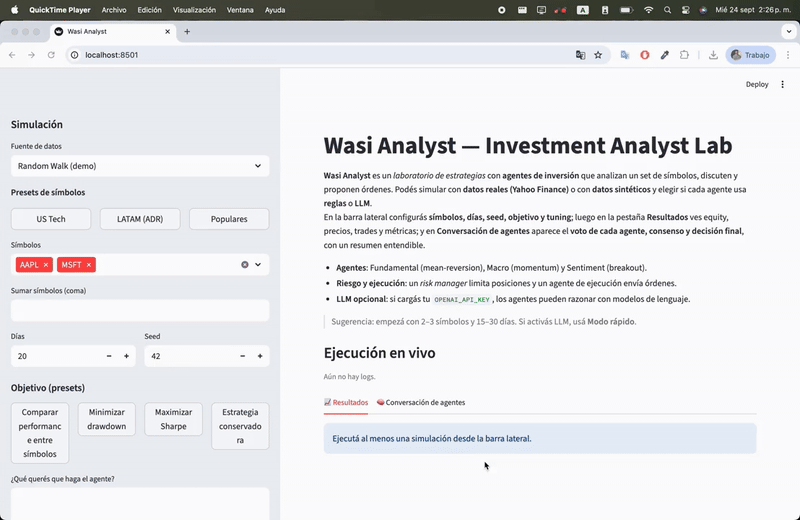 QuickTime Player Archivo Edición Visualización Ventana Ayuda A Mié 24 sept 2:26 p. m.
Wasi Analyst
localhost:8501 Trabajo
Deploy
Simulación
Fuente de datos
Random Walk (demo)
Presets de símbolos
US Tech LATAM (ADR) Populares
Símbolos
AAPL MSFT
Sumar símbolos (coma)
Días Seed
20 42
Objetivo (presets)
Comparar
performanc
e entre
símbolos
Minimizar
drawdown
Maximizar
Sharpe
Estrategia
conservado
ra
¿Qué querés que haga el agente?
Wasi Analyst — Investment Analyst Lab
Wasi Analyst es un laboratorio de estrategias con agentes de inversión que analizan un set de símbolos, discuten y
proponen órdenes. Podés simular con datos reales (Yahoo Finance) o con datos sintéticos y elegir si cada agente usa
reglas o LLM.
En la barra lateral configurás símbolos, días, seed, objetivo y tuning; luego en la pestaña Resultados ves equity,
precios, trades y métricas; y en Conversación de agentes aparece el voto de cada agente, consenso y decisión final,
con un resumen entendible.
Agentes: Fundamental (mean-reversion), Macro (momentum) y Sentiment (breakout).
Riesgo y ejecución: un risk manager limita posiciones y un agente de ejecución envía órdenes.
LLM opcional: si cargás tu OPENAI_API_KEY, los agentes pueden razonar con modelos de lenguaje.
Sugerencia: empezá con 2–3 símbolos y 15–30 días. Si activás LLM, usá Modo rápido.
Ejecución en vivo
Aún no hay logs.
Resultados Conversación de agentes
Ejecutá al menos una simulación desde la barra lateral.